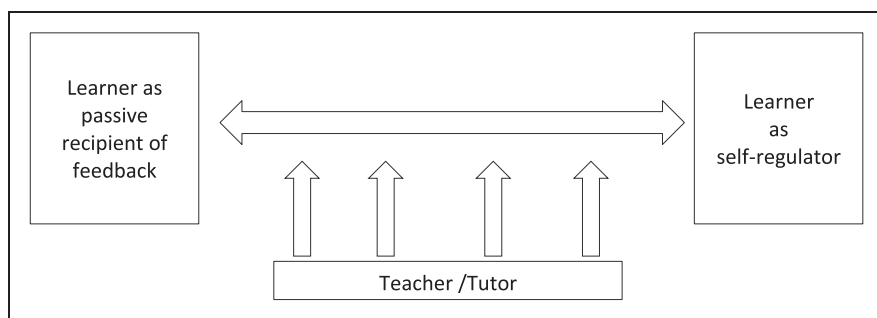 Learner as
passive
recipient of
feedback
Learner
as
self-regulator
Teacher /Tutor